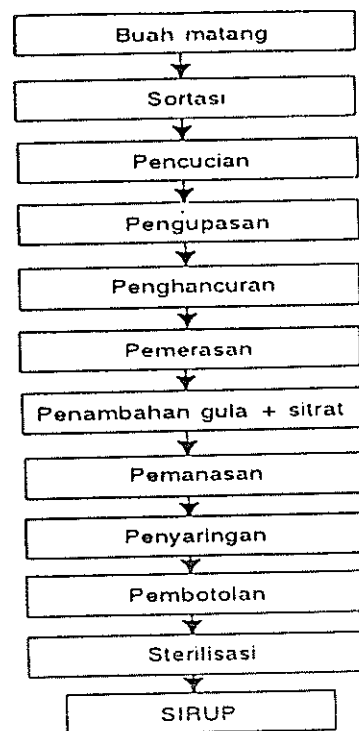 Buah matang
Sortasi
Pencucian
Pengupasan
Penghancuran
Pemerasan
Penambahan gula + sitrat
Pemanasan
Penyaringan
Pembotolan
Sterilisasi
SIRUP